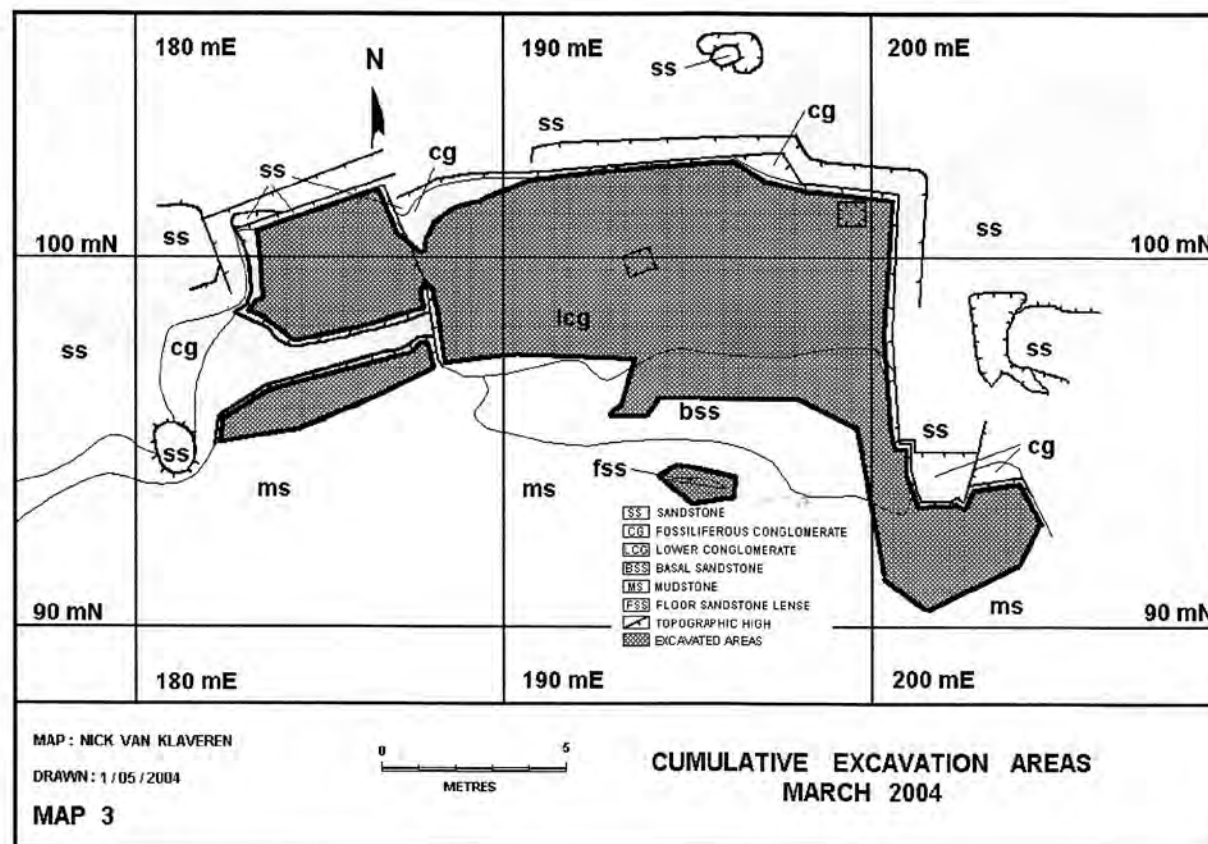 180 mE
190 mE
200 mE
N
ss
ss
cg
cg
ss
ss
ss
100 mN
100 mN
lcg
ss
cg
ss
bss
ss
cg
ss
fss
ms
ms
SS SANDSTONE
CG FOSSILIFEROUS CONGLOMERATE
LCG LOWER CONGLOMERATE
BSS BASAL SANDSTONE
MS MUDSTONE
FSS FLOOR SANDSTONE LENSE
TOPOGRAPHIC HIGH
EXCAVATED AREAS
ms
90 mN
90 mN
180 mE
190 mE
200 mE
MAP : NICK VAN KLAVEREN
DRAWN : 1 / 05 / 2004
MAP 3
0 5
METRES
CUMULATIVE EXCAVATION AREAS
MARCH 2004